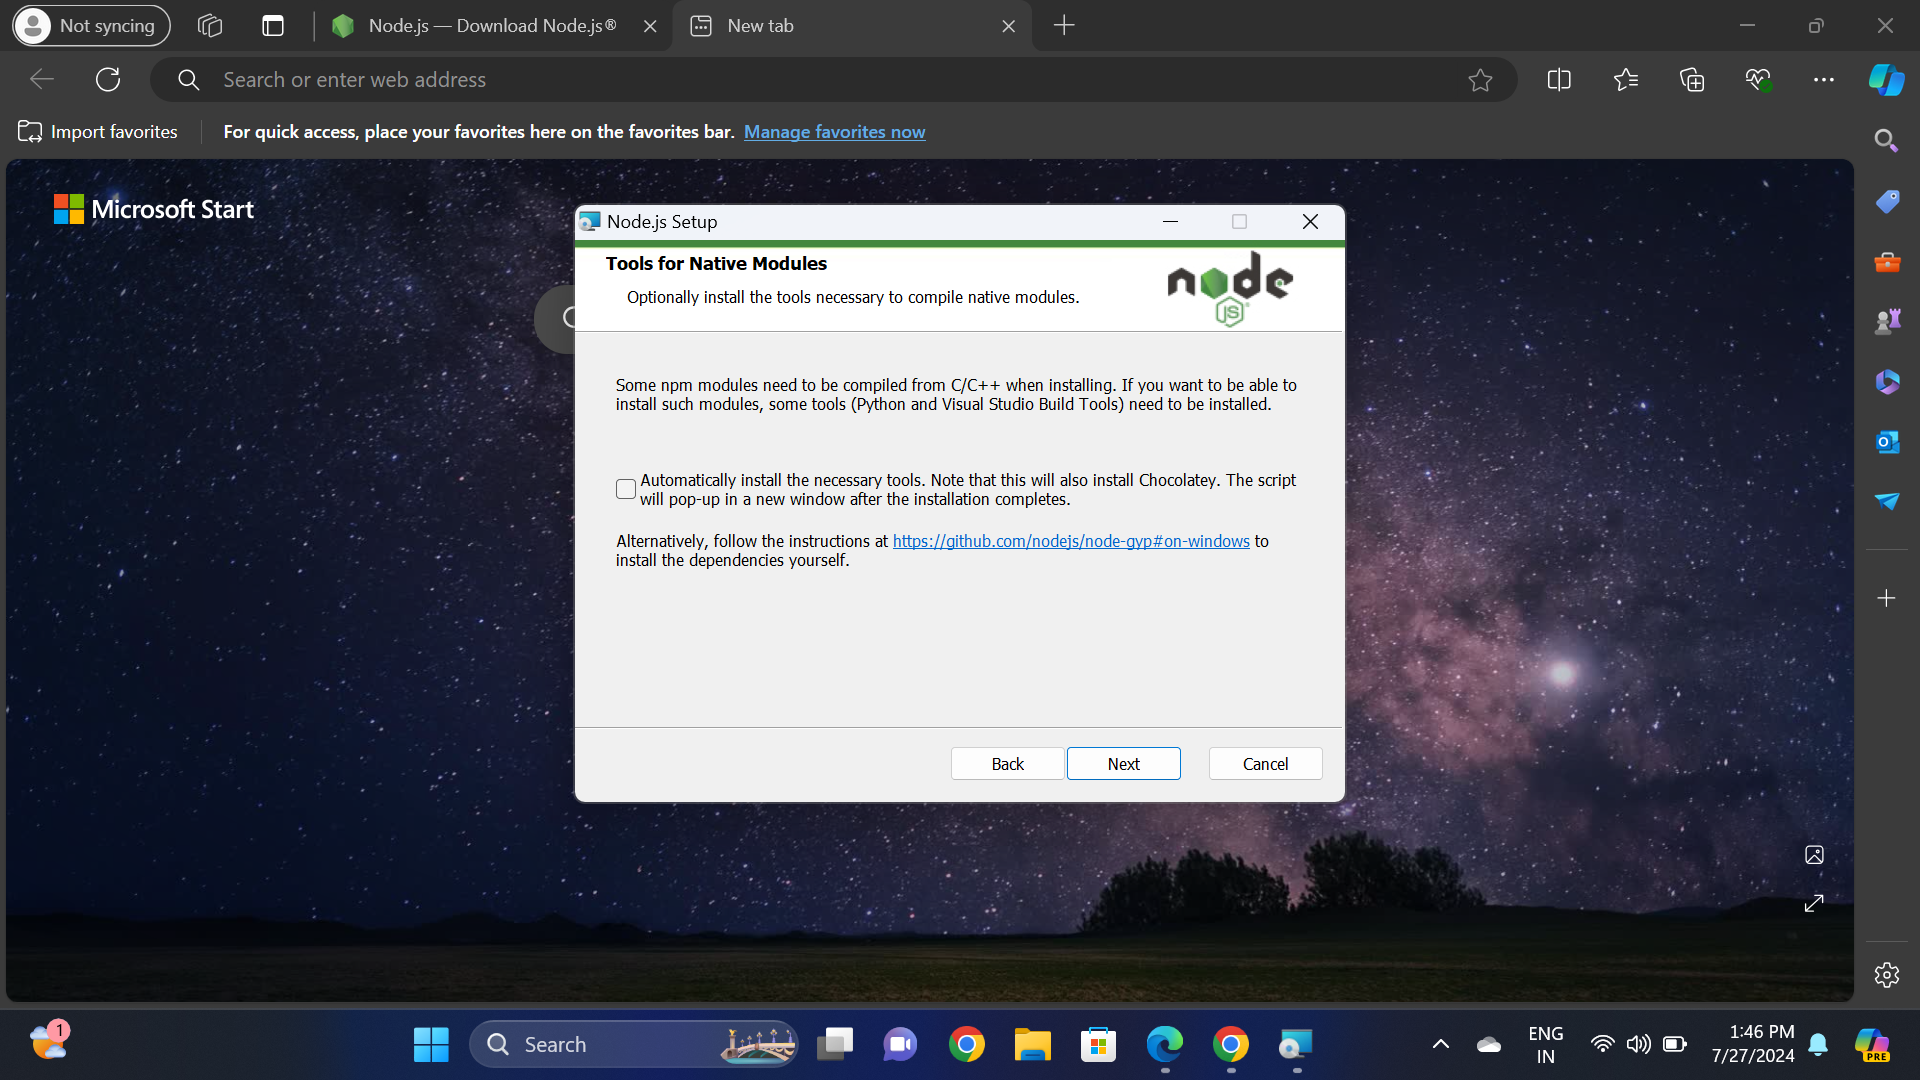 Not syncing
Node.js — Download Node.js®
New tab
Search or enter web address
Import favorites
For quick access, place your favorites here on the favorites bar. Manage favorites now
Microsoft Start
Node.js Setup
Tools for Native Modules
Optionally install the tools necessary to compile native modules.
node
JS
Some npm modules need to be compiled from C/C++ when installing. If you want to be able to
install such modules, some tools (Python and Visual Studio Build Tools) need to be installed.
Automatically install the necessary tools. Note that this will also install Chocolatey. The script
will pop-up in a new window after the installation completes.
Alternatively, follow the instructions at https://github.com/nodejs/node-gyp#on-windows to
install the dependencies yourself.
Back
Next
Cancel
1
Search
ENG
IN
1:46 PM
7/27/2024
PRE